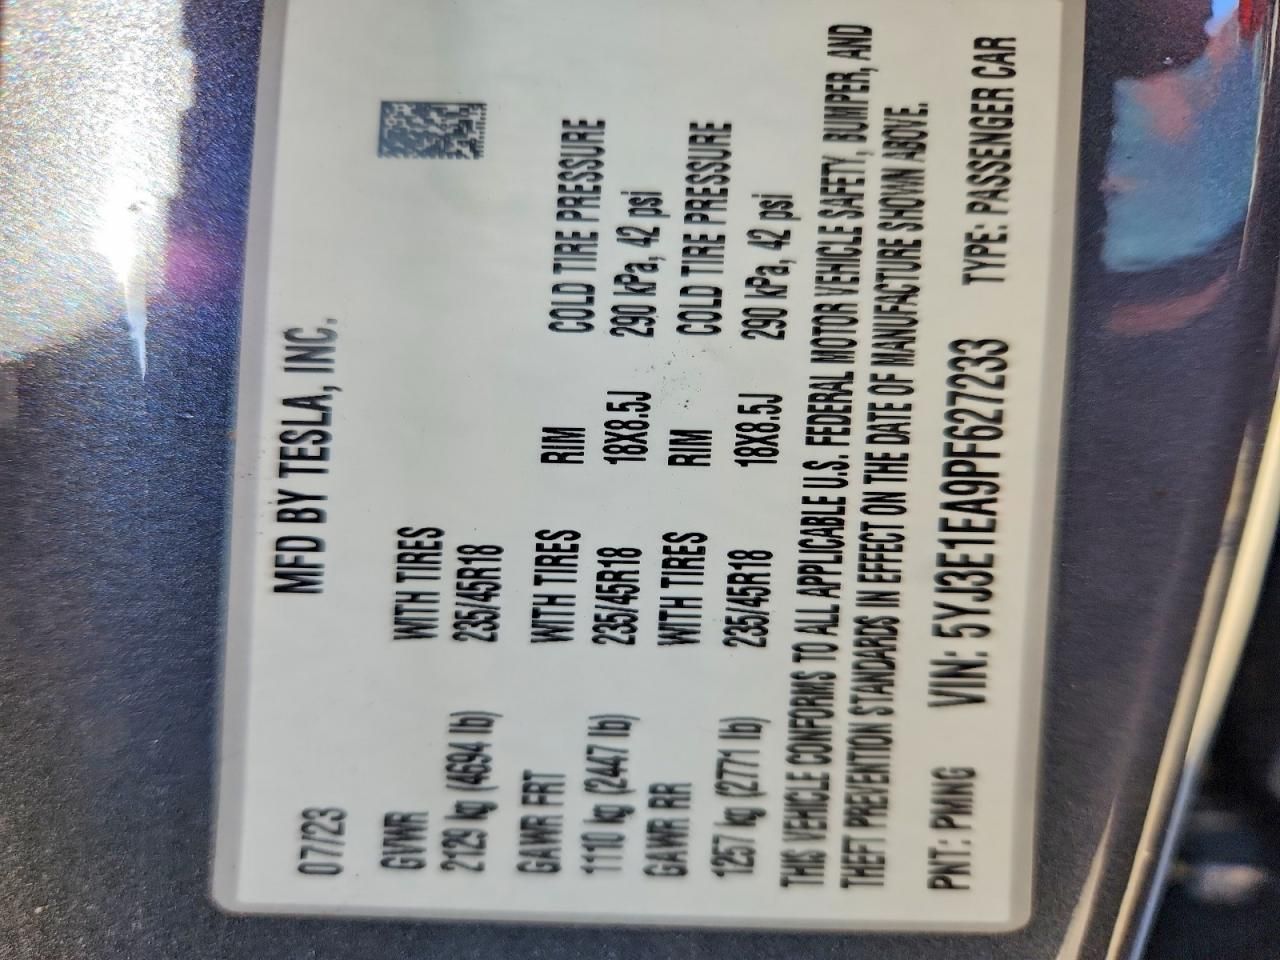 07/23 MFD BY TESLA, INC.
GVWR WITH TIRES
2129 kg (4694 lb) 235/45R18
GAWR FRT WITH TIRES RIM COLD TIRE PRESSURE
1110 kg (2447 lb) 235/45R18 18X8.5J 290 kPa, 42 psi
GAWR RR WITH TIRES RIM COLD TIRE PRESSURE
1257 kg (2771 lb) 235/45R18 18X8.5J 290 kPa, 42 psi
THIS VEHICLE CONFORMS TO ALL APPLICABLE U.S. FEDERAL MOTOR VEHICLE SAFETY, BUMPER, AND
THEFT PREVENTION STANDARDS IN EFFECT ON THE DATE OF MANUFACTURE SHOWN ABOVE.
PNT: PMNG VIN: 5YJ3E1EA9PF627233 TYPE: PASSENGER CAR